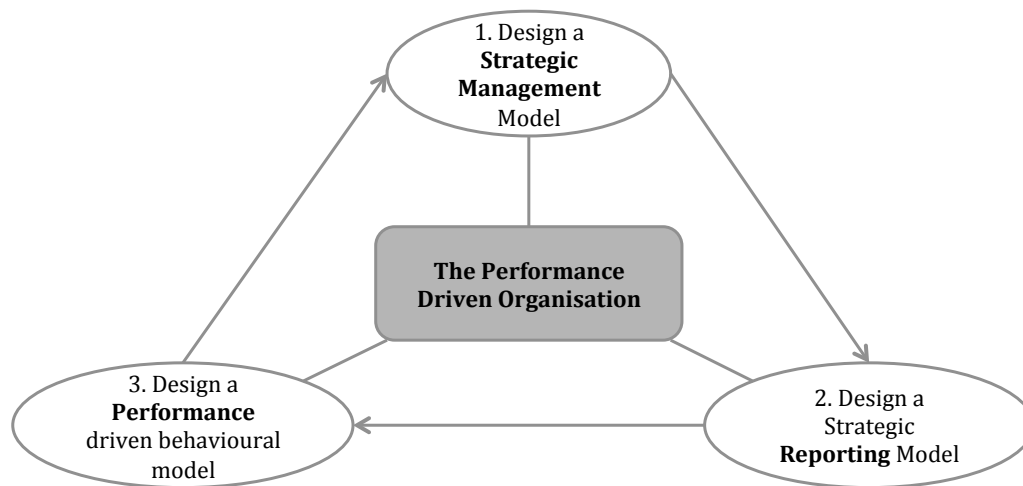 1. Design a
Strategic
Management
Model
The Performance
Driven Organisation
3. Design a
Performance
driven behavioural
model
2. Design a
Strategic
Reporting Model